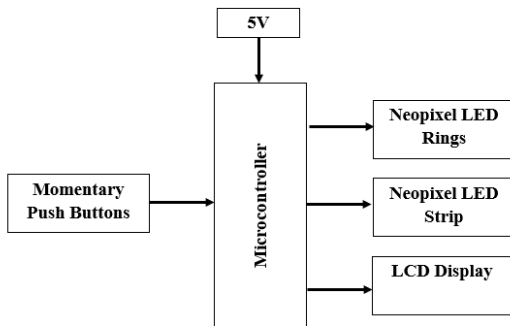 5V
Neopixel LED
Rings
Momentary
Push Buttons
Microcontroller
Neopixel LED
Strip
LCD Display